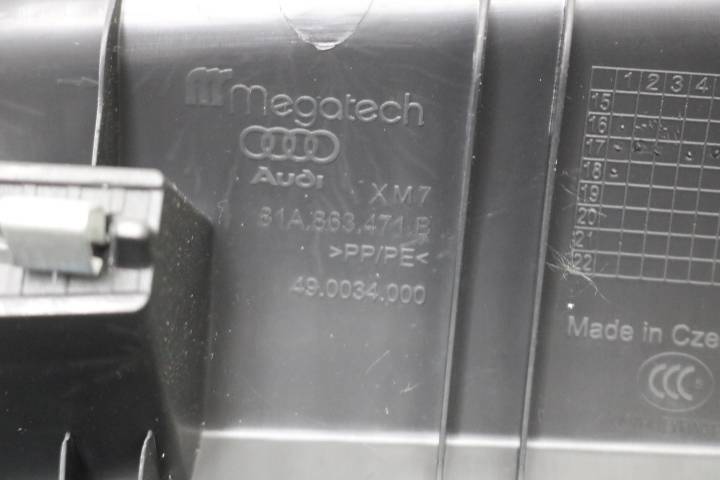 megatech
Audi
XM7
81A.863.471.B
>PP/PE<
49.0034.000
1 2 3 4
15
16
17
18
19
20
21
22
Made in Cze
CCC